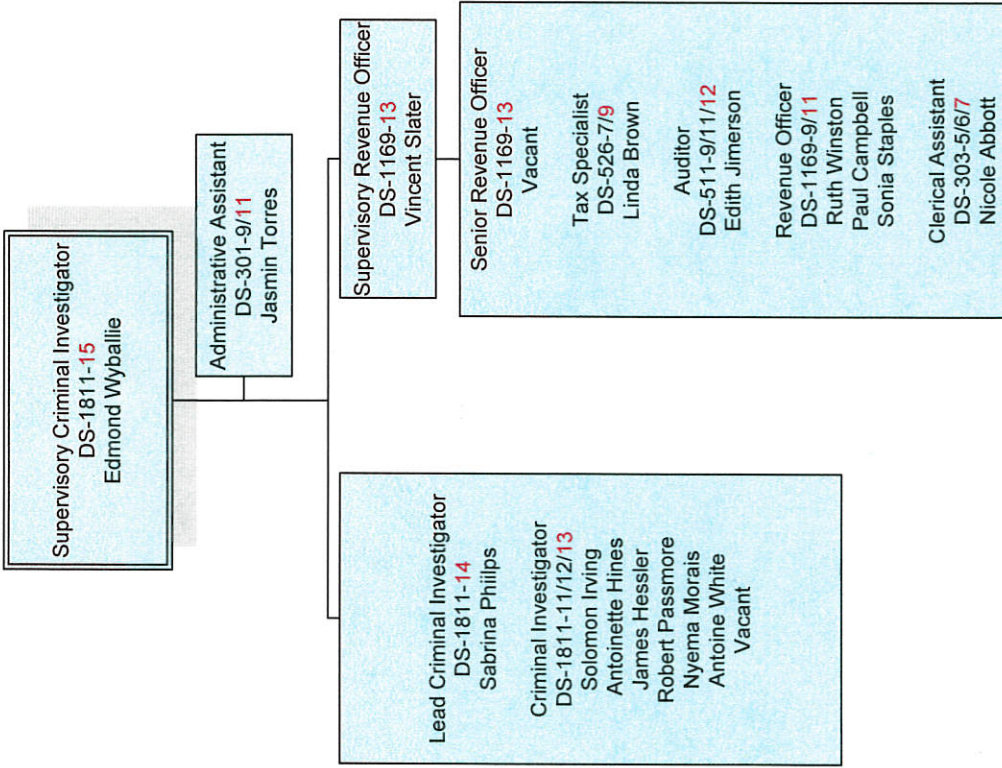 Supervisory Criminal Investigator
DS-1811-15
Edmond Wyballie
Administrative Assistant
DS-301-9/11
Jasmin Torres
Lead Criminal Investigator
DS-1811-14
Sabrina Phiilps
Criminal Investigator
DS-1811-11/12/13
Solomon Irving
Antoinette Hines
James Hessler
Robert Passmore
Nyema Morais
Antoine White
Vacant
Supervisory Revenue Officer
DS-1169-13
Vincent Slater
Senior Revenue Officer
DS-1169-13
Vacant
Tax Specialist
DS-526-7/9
Linda Brown
Auditor
DS-511-9/11/12
Edith Jimerson
Revenue Officer
DS-1169-9/11
Ruth Winston
Paul Campbell
Sonia Staples
Clerical Assistant
DS-303-5/6/7
Nicole Abbott